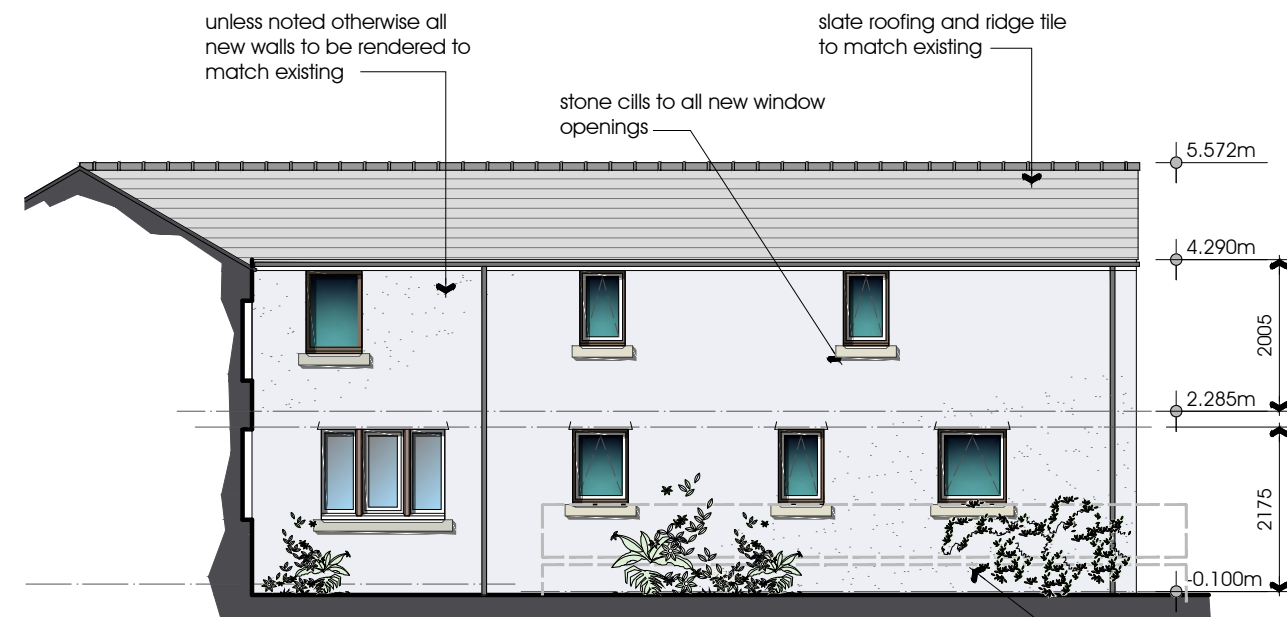 unless noted otherwise all
new walls to be rendered to
match existing
slate roofing and ridge tile
to match existing
stone cills to all new window
openings
5.572m
4.290m
2005
2.285m
2175
-0.100m